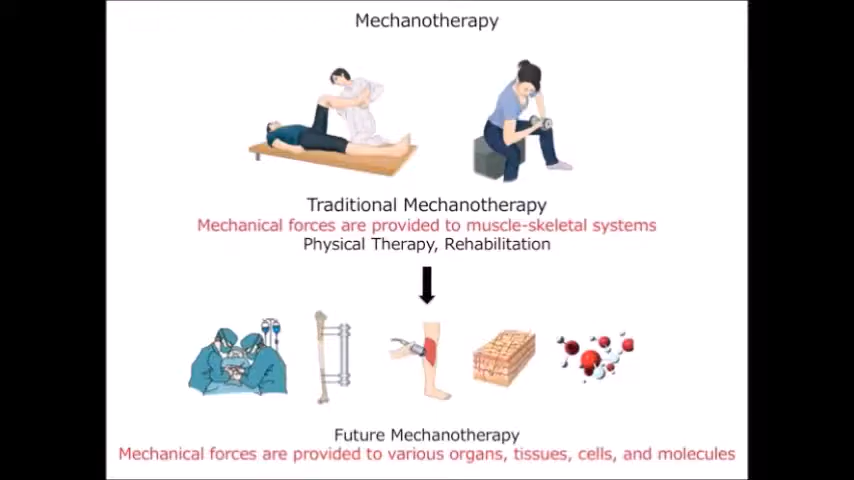 Mechanotherapy
Traditional Mechanotherapy
Mechanical forces are provided to muscle-skeletal systems
Physical Therapy, Rehabilitation
Future Mechanotherapy
Mechanical forces are provided to various organs, tissues, cells, and molecules